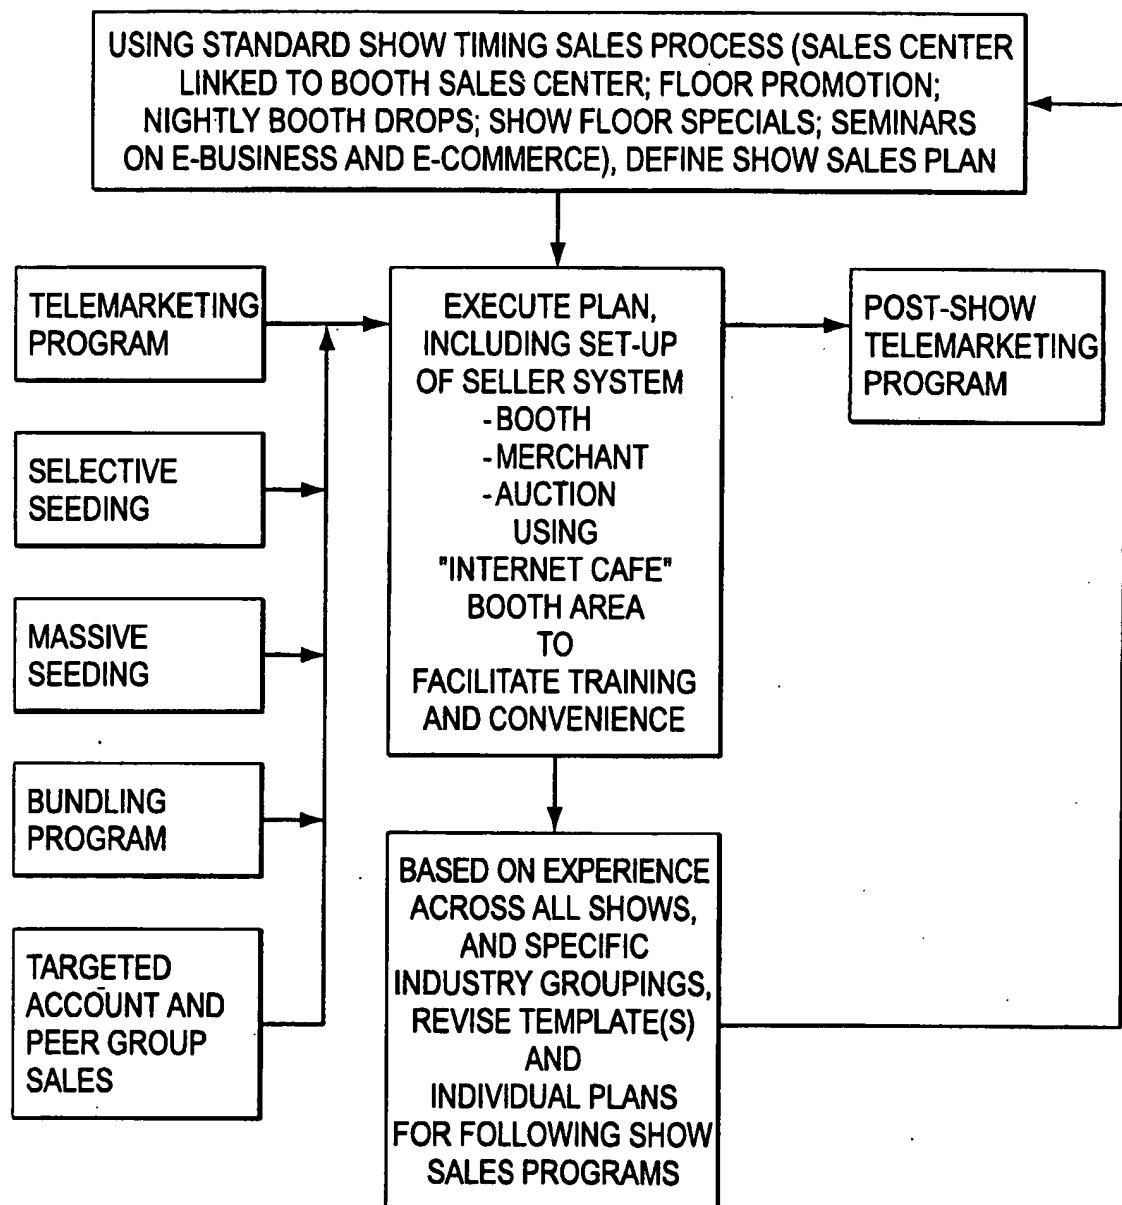 USING STANDARD SHOW TIMING SALES PROCESS (SALES CENTER
LINKED TO BOOTH SALES CENTER; FLOOR PROMOTION;
NIGHTLY BOOTH DROPS; SHOW FLOOR SPECIALS; SEMINARS
ON E-BUSINESS AND E-COMMERCE), DEFINE SHOW SALES PLAN
TELEMARKETING
PROGRAM
SELECTIVE
SEEDING
MASSIVE
SEEDING
BUNDLING
PROGRAM
TARGETED
ACCOUNT AND
PEER GROUP
SALES
EXECUTE PLAN,
INCLUDING SET-UP
OF SELLER SYSTEM
-BOOTH
-MERCHANT
-AUCTION
USING
"INTERNET CAFE"
BOOTH AREA
TO
FACILITATE TRAINING
AND CONVENIENCE
POST-SHOW
TELEMARKETING
PROGRAM
BASED ON EXPERIENCE
ACROSS ALL SHOWS,
AND SPECIFIC
INDUSTRY GROUPINGS,
REVISE TEMPLATE(S)
AND
INDIVIDUAL PLANS
FOR FOLLOWING SHOW
SALES PROGRAMS